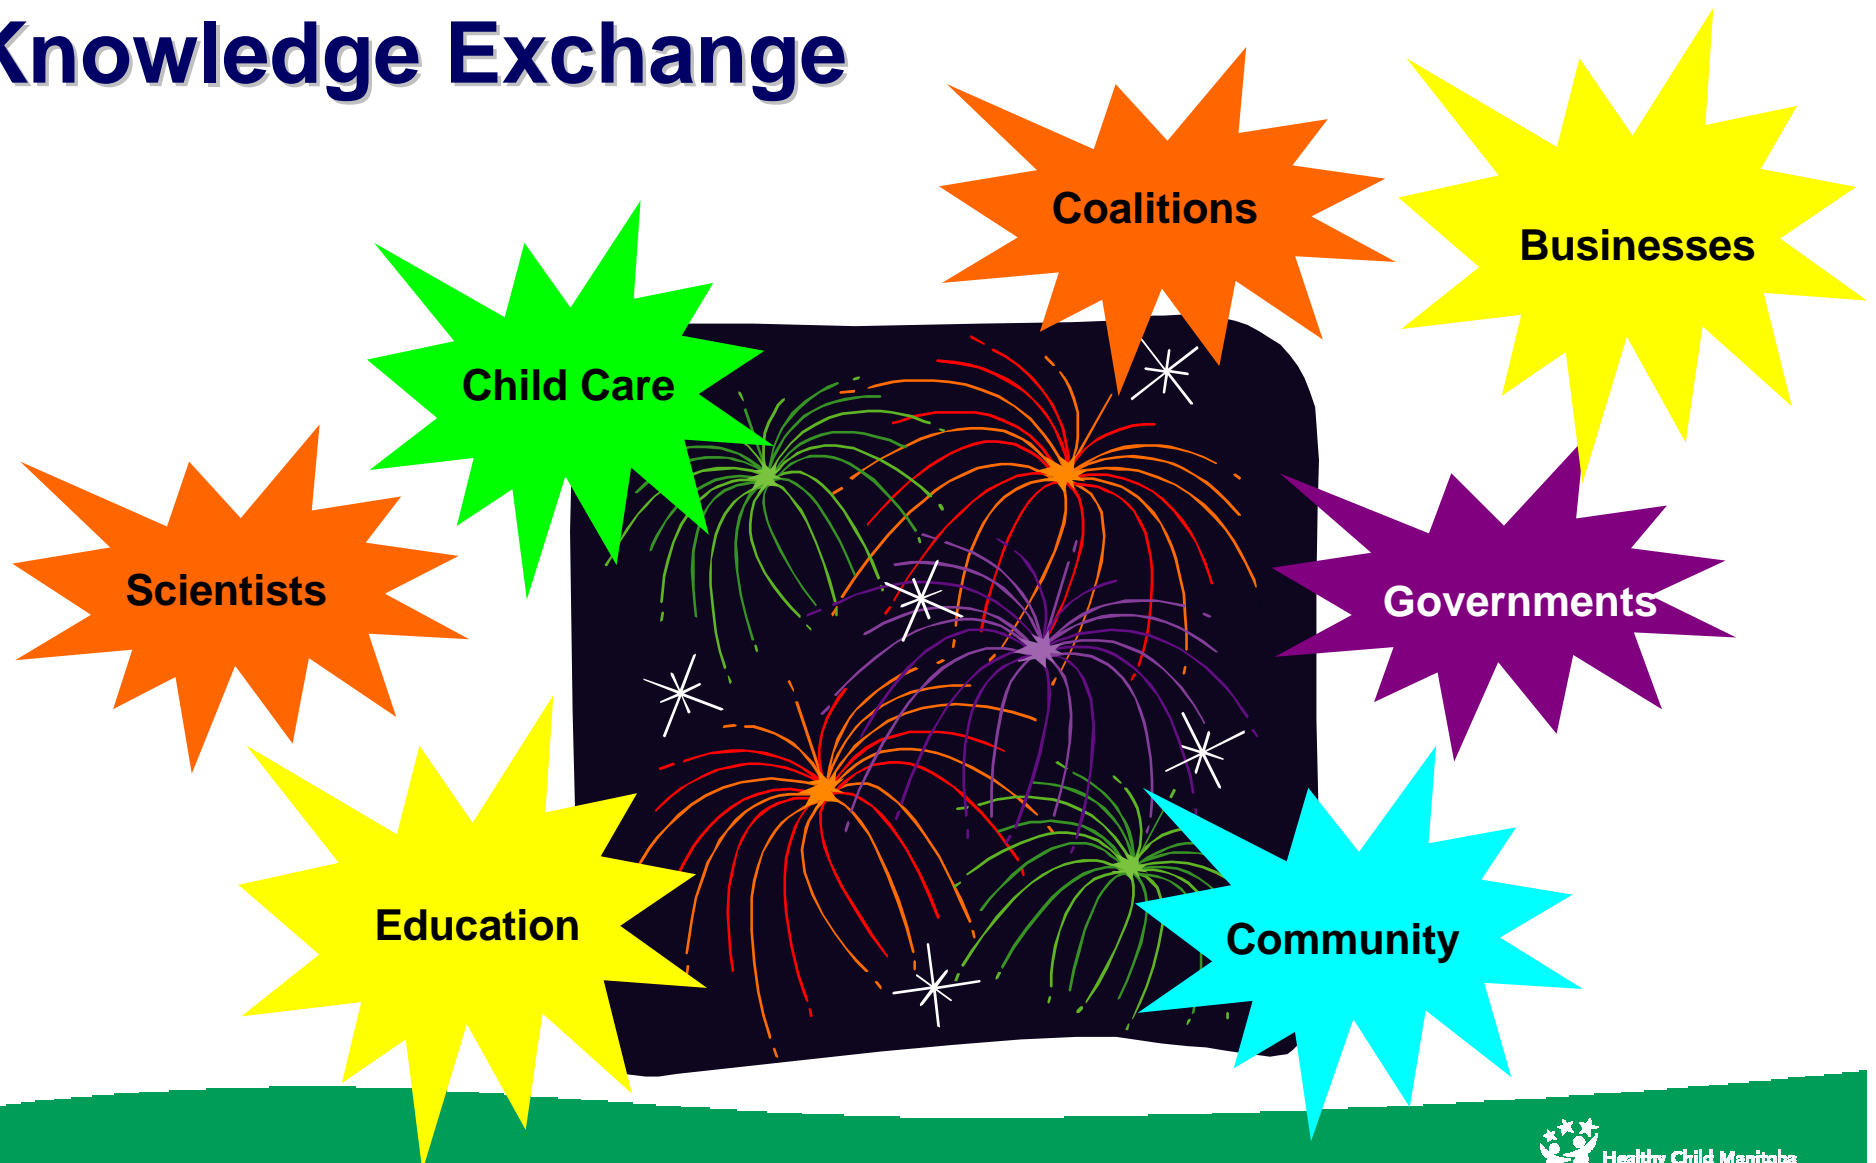 Knowledge Exchange
Coalitions
Businesses
Child Care
Scientists
Governments
Education
Community
Healthy Child Manitoba